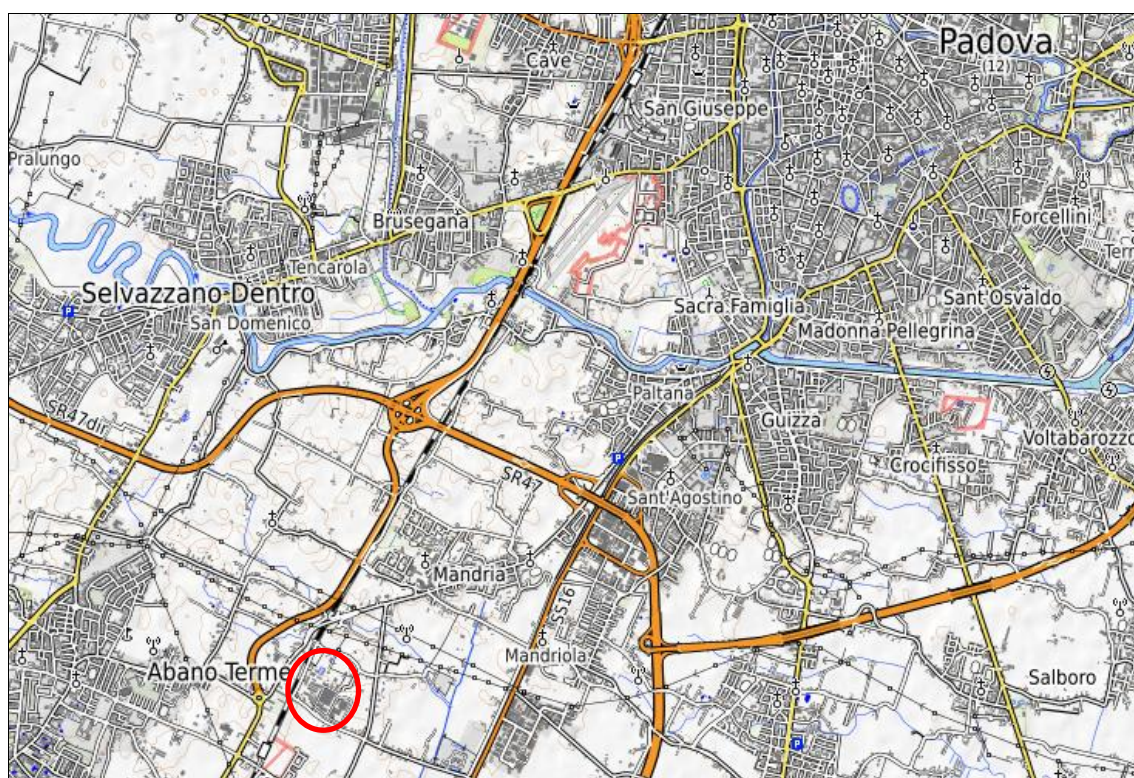 Padova
(12)
Cave
San Giuseppe
Pralungo
Brusegana
Forcellini
Terr
Tencarola
Selvazzano Dentro
San Domenico
Sacra Famiglia
Sant'Osvaldo
Madonna Pellegrina
P
Paltana
SR47dir
Guizza
Voltabarozzo
Crocifisso
P
SR47
Sant'Agostino
Mandria
SS16
Mandriola
Abano Terme
Salboro
P